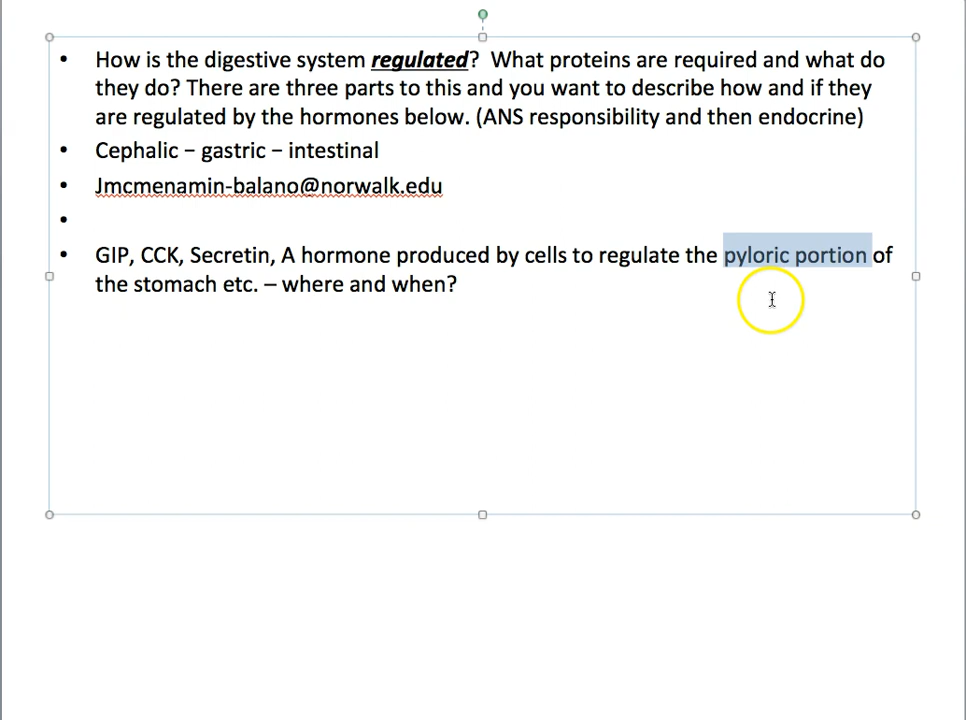 • How is the digestive system regulated? What proteins are required and what do
they do? There are three parts to this and you want to describe how and if they
are regulated by the hormones below. (ANS responsibility and then endocrine)
• Cephalic – gastric – intestinal
• Jmcmenamin-balano@norwalk.edu
•
• GIP, CCK, Secretin, A hormone produced by cells to regulate the pyloric portion of
the stomach etc. – where and when?